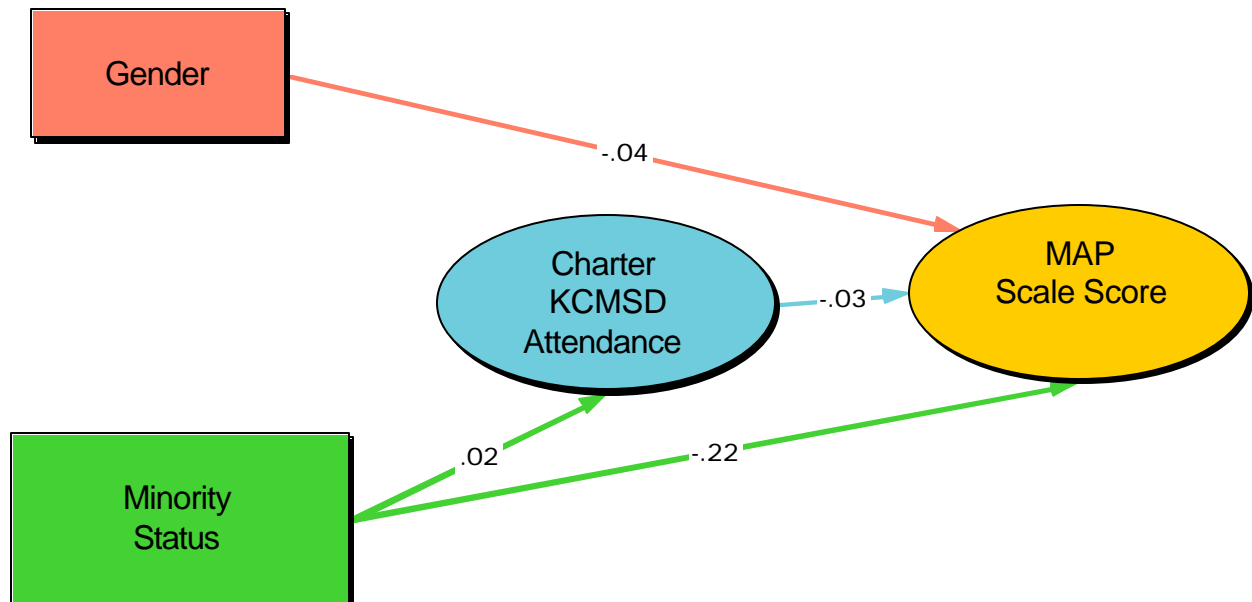 Gender
-.04
Charter
KCMSD
Attendance
-.03
MAP
Scale Score
.02
-.22
Minority
Status